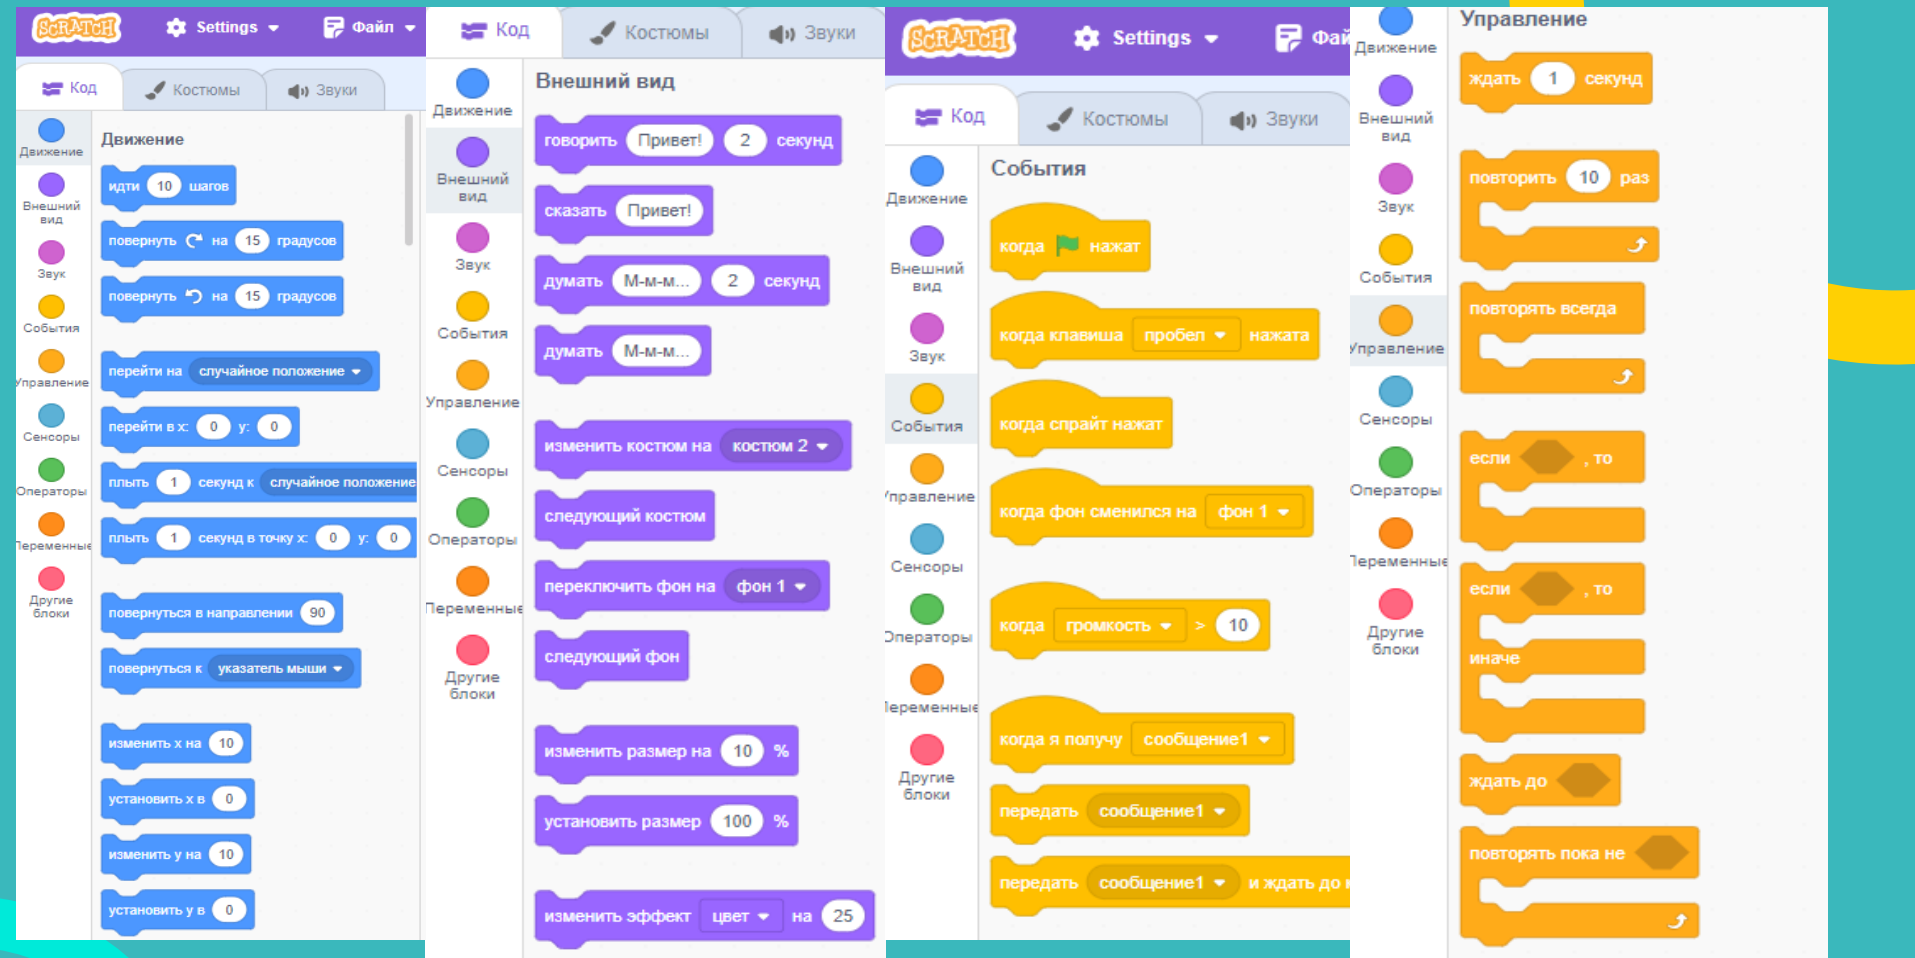 SCRATCH
Settings
Файл
Код
Костюмы
Звуки
Движение
Внешний
вид
Звук
События
Управление
Сенсоры
Операторы
Переменные
Другие
блоки
Движение
идти 10 шагов
повернуть на 15 градусов
повернуть на 15 градусов
перейти на случайное положение
перейти в x: 0 y: 0
плыть 1 секунд к случайное положение
плыть 1 секунд в точку x: 0 y: 0
повернуться в направлении 90
повернуться к указатель мыши
изменить x на 10
установить x в 0
изменить y на 10
установить y в 0
Код
Костюмы
Звуки
Движение
Внешний
вид
Звук
События
Управление
Сенсоры
Операторы
Переменные
Другие
блоки
Внешний вид
говорить Привет! 2 секунд
сказать Привет!
думать М-м-м... 2 секунд
думать М-м-м...
изменить костюм на костюм 2
следующий костюм
переключить фон на фон 1
следующий фон
изменить размер на 10 %
установить размер 100 %
изменить эффект цвет на 25
SCRATCH
Settings
Фай
Код
Костюмы
Звуки
Движение
Внешний
вид
Звук
События
Управление
Сенсоры
Операторы
Переменные
Другие
блоки
События
когда нажат
когда клавиша пробел нажата
когда спрайт нажат
когда фон сменился на фон 1
когда громкость > 10
когда я получу сообщение1
передать сообщение1
передать сообщение1 и ждать до
Движение
Внешний
вид
Звук
События
Управление
Сенсоры
Операторы
Переменные
Другие
блоки
Управление
ждать 1 секунд
повторить 10 раз
повторять всегда
если , то
если , то
иначе
ждать до
повторять пока не